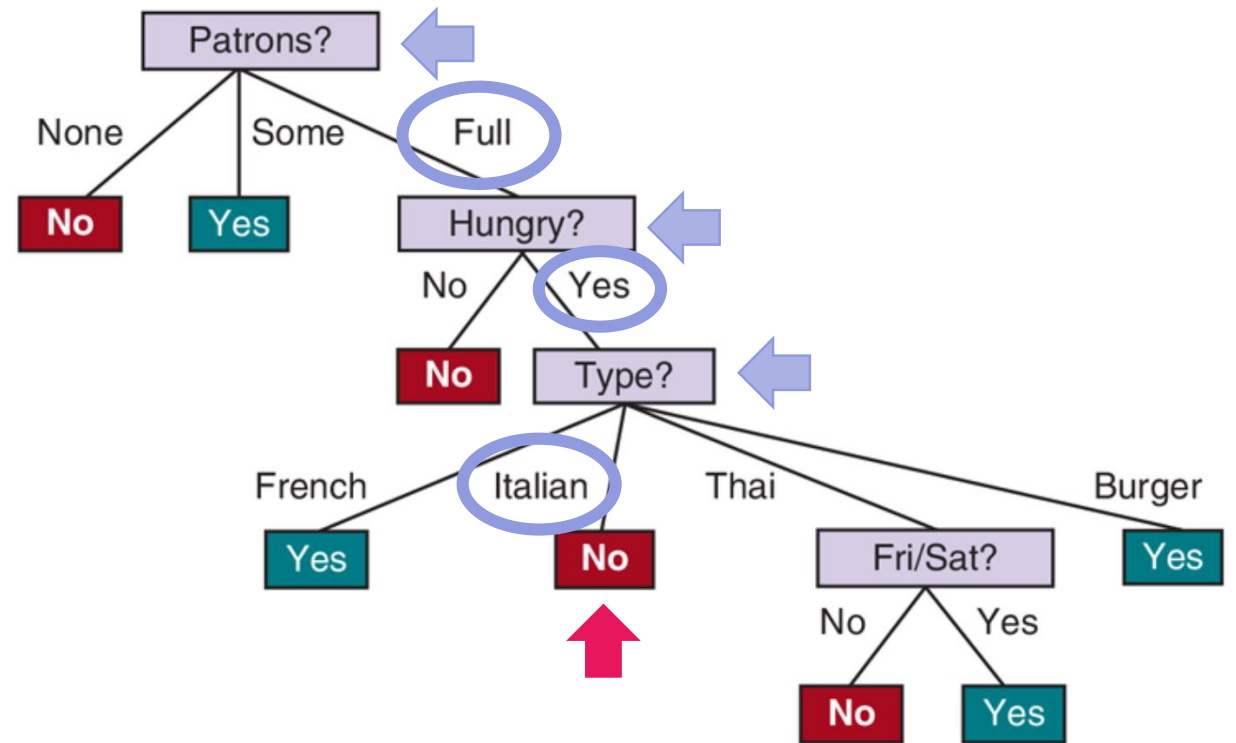 Patrons?
None Some Full
No Yes Hungry?
No Yes
No Type?
French Italian Thai Burger
Yes No Fri/Sat? Yes
No Yes
No Yes